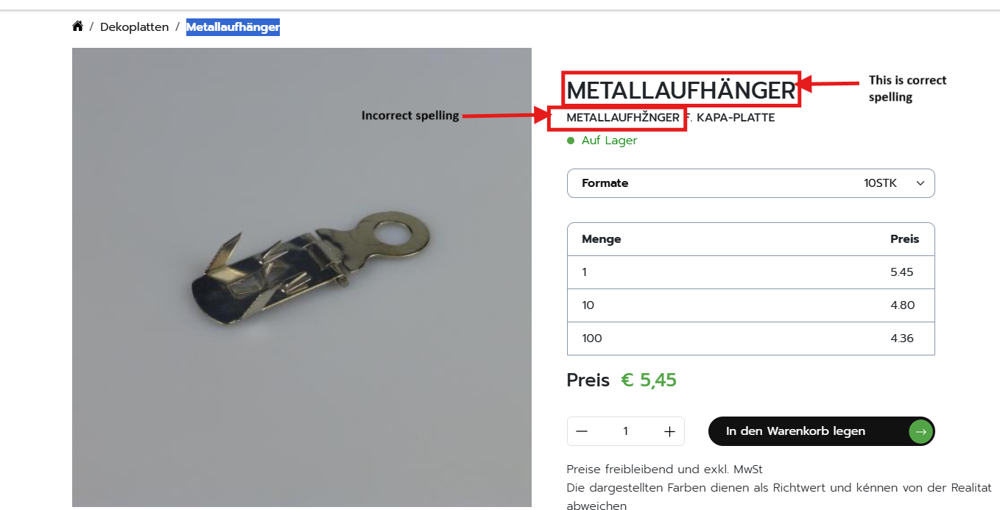 / Dekoplatten / Metallaufhänger
METALLAUFHÄNGER
This is correct
spelling
Incorrect spelling
METALLAUFHŽNGER F. KAPA-PLATTE
Auf Lager
Formate 10STK
Menge Preis
1 5.45
10 4.80
100 4.36
Preis € 5,45
1
In den Warenkorb legen
Preise freibleibend und exkl. MwSt
Die dargestellten Farben dienen als Richtwert und kénnen von der Realitat
abweichen